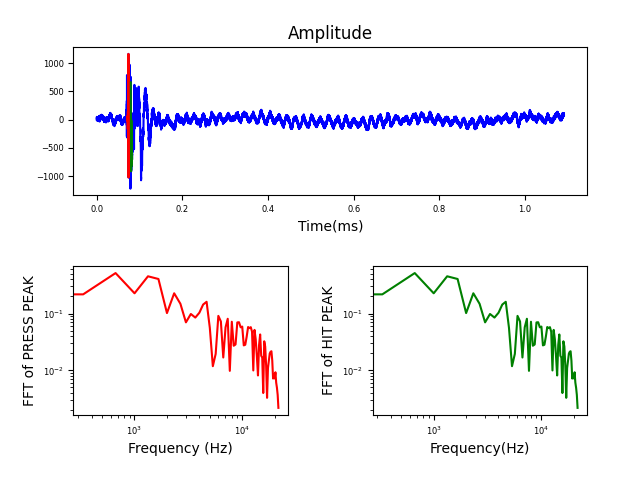 Amplitude
1000
500
0
−500
−1000
0.0 0.2 0.4 0.6 0.8 1.0
Time(ms)
FFT of PRESS PEAK
10⁻¹
10⁻²
10³ 10⁴
Frequency (Hz)
FFT of HIT PEAK
10⁻¹
10⁻²
10³ 10⁴
Frequency(Hz)